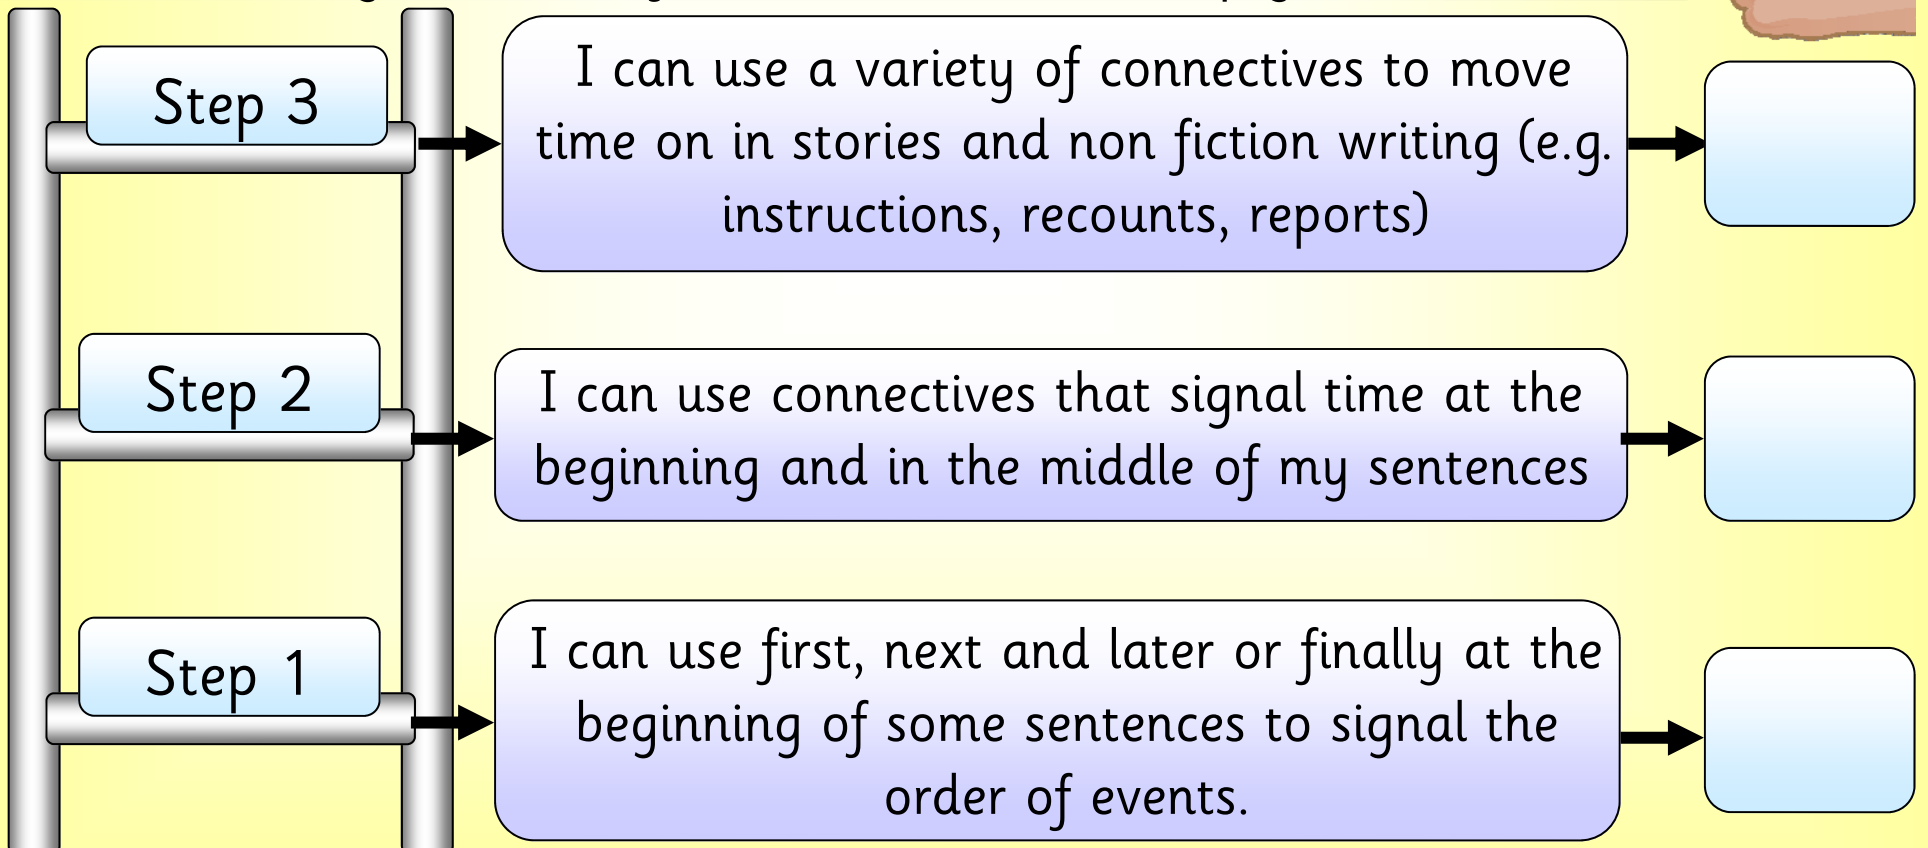 Step 3
I can use a variety of connectives to move
time on in stories and non fiction writing (e.g.
instructions, recounts, reports)
Step 2
I can use connectives that signal time at the
beginning and in the middle of my sentences
Step 1
I can use first, next and later or finally at the
beginning of some sentences to signal the
order of events.